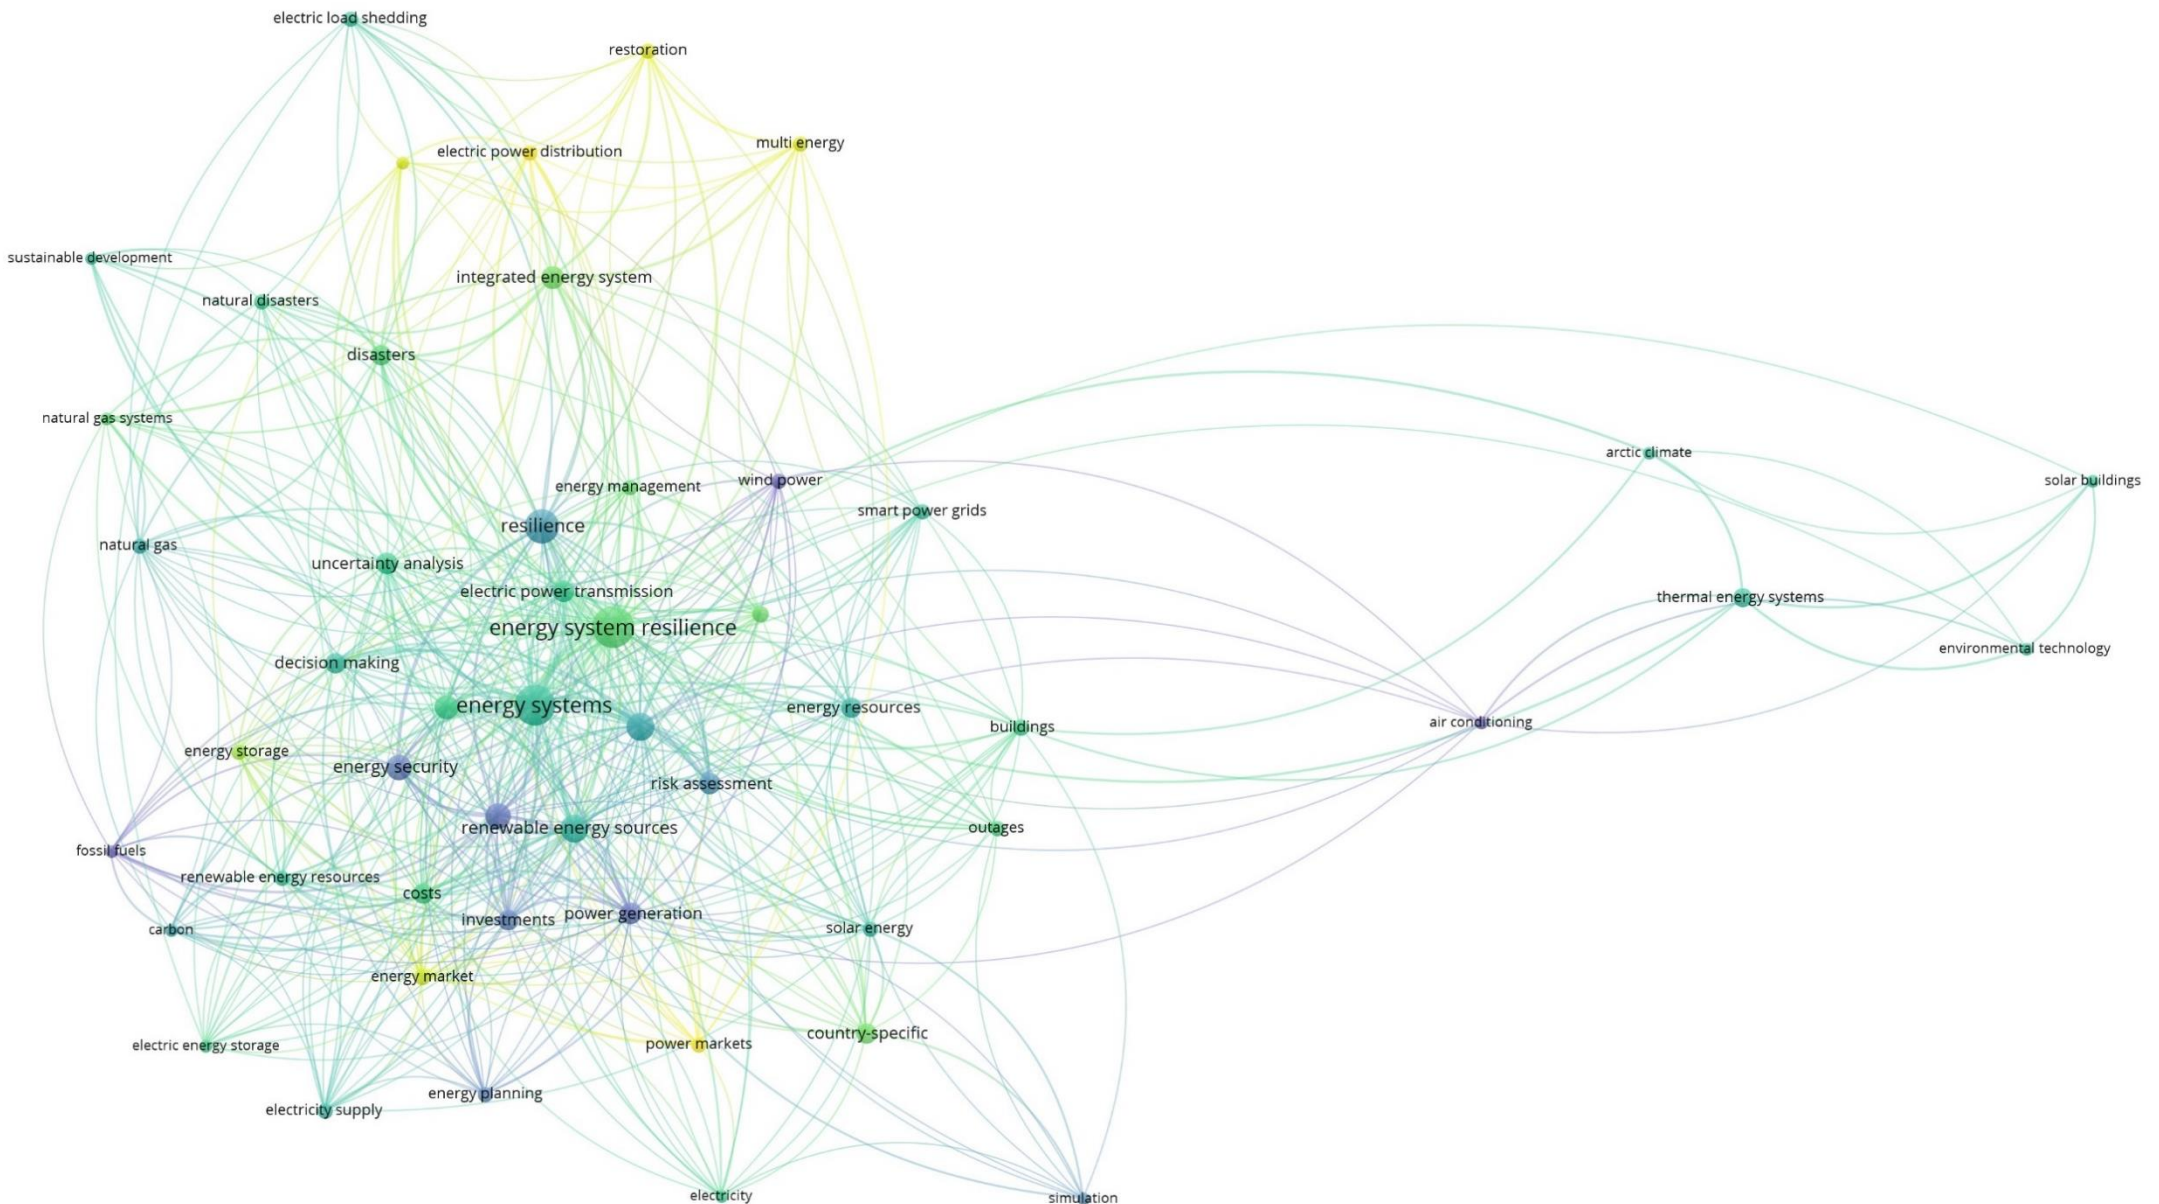 electric load shedding
restoration
multi energy
electric power distribution
sustainable development
integrated energy system
natural disasters
disasters
natural gas systems
arctic climate
wind power
solar buildings
energy management
smart power grids
resilience
natural gas
uncertainty analysis
electric power transmission
thermal energy systems
energy system resilience
environmental technology
decision making
energy systems
energy resources
air conditioning
buildings
energy storage
energy security
risk assessment
renewable energy sources
outages
fossil fuels
renewable energy resources
costs
power generation
investments
solar energy
carbon
energy market
country-specific
power markets
electric energy storage
energy planning
electricity supply
electricity
simulation